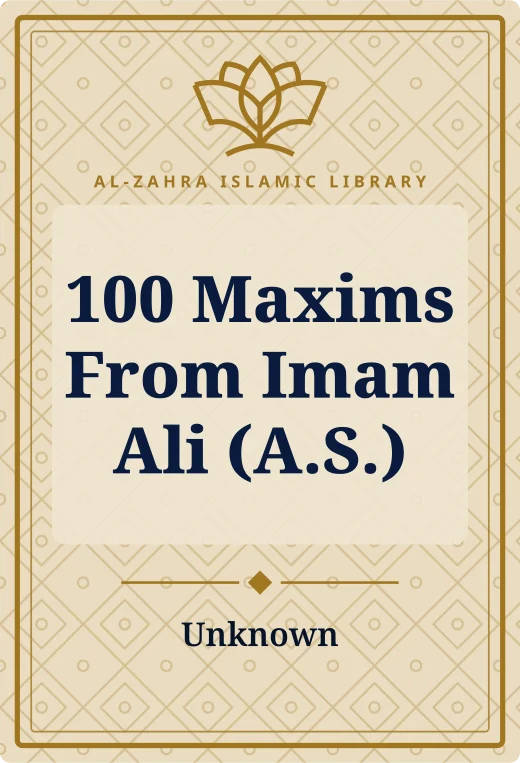 AL-ZAHRA ISLAMIC LIBRARY
100 Maxims
From Imam
Ali (A.S.)
Unknown